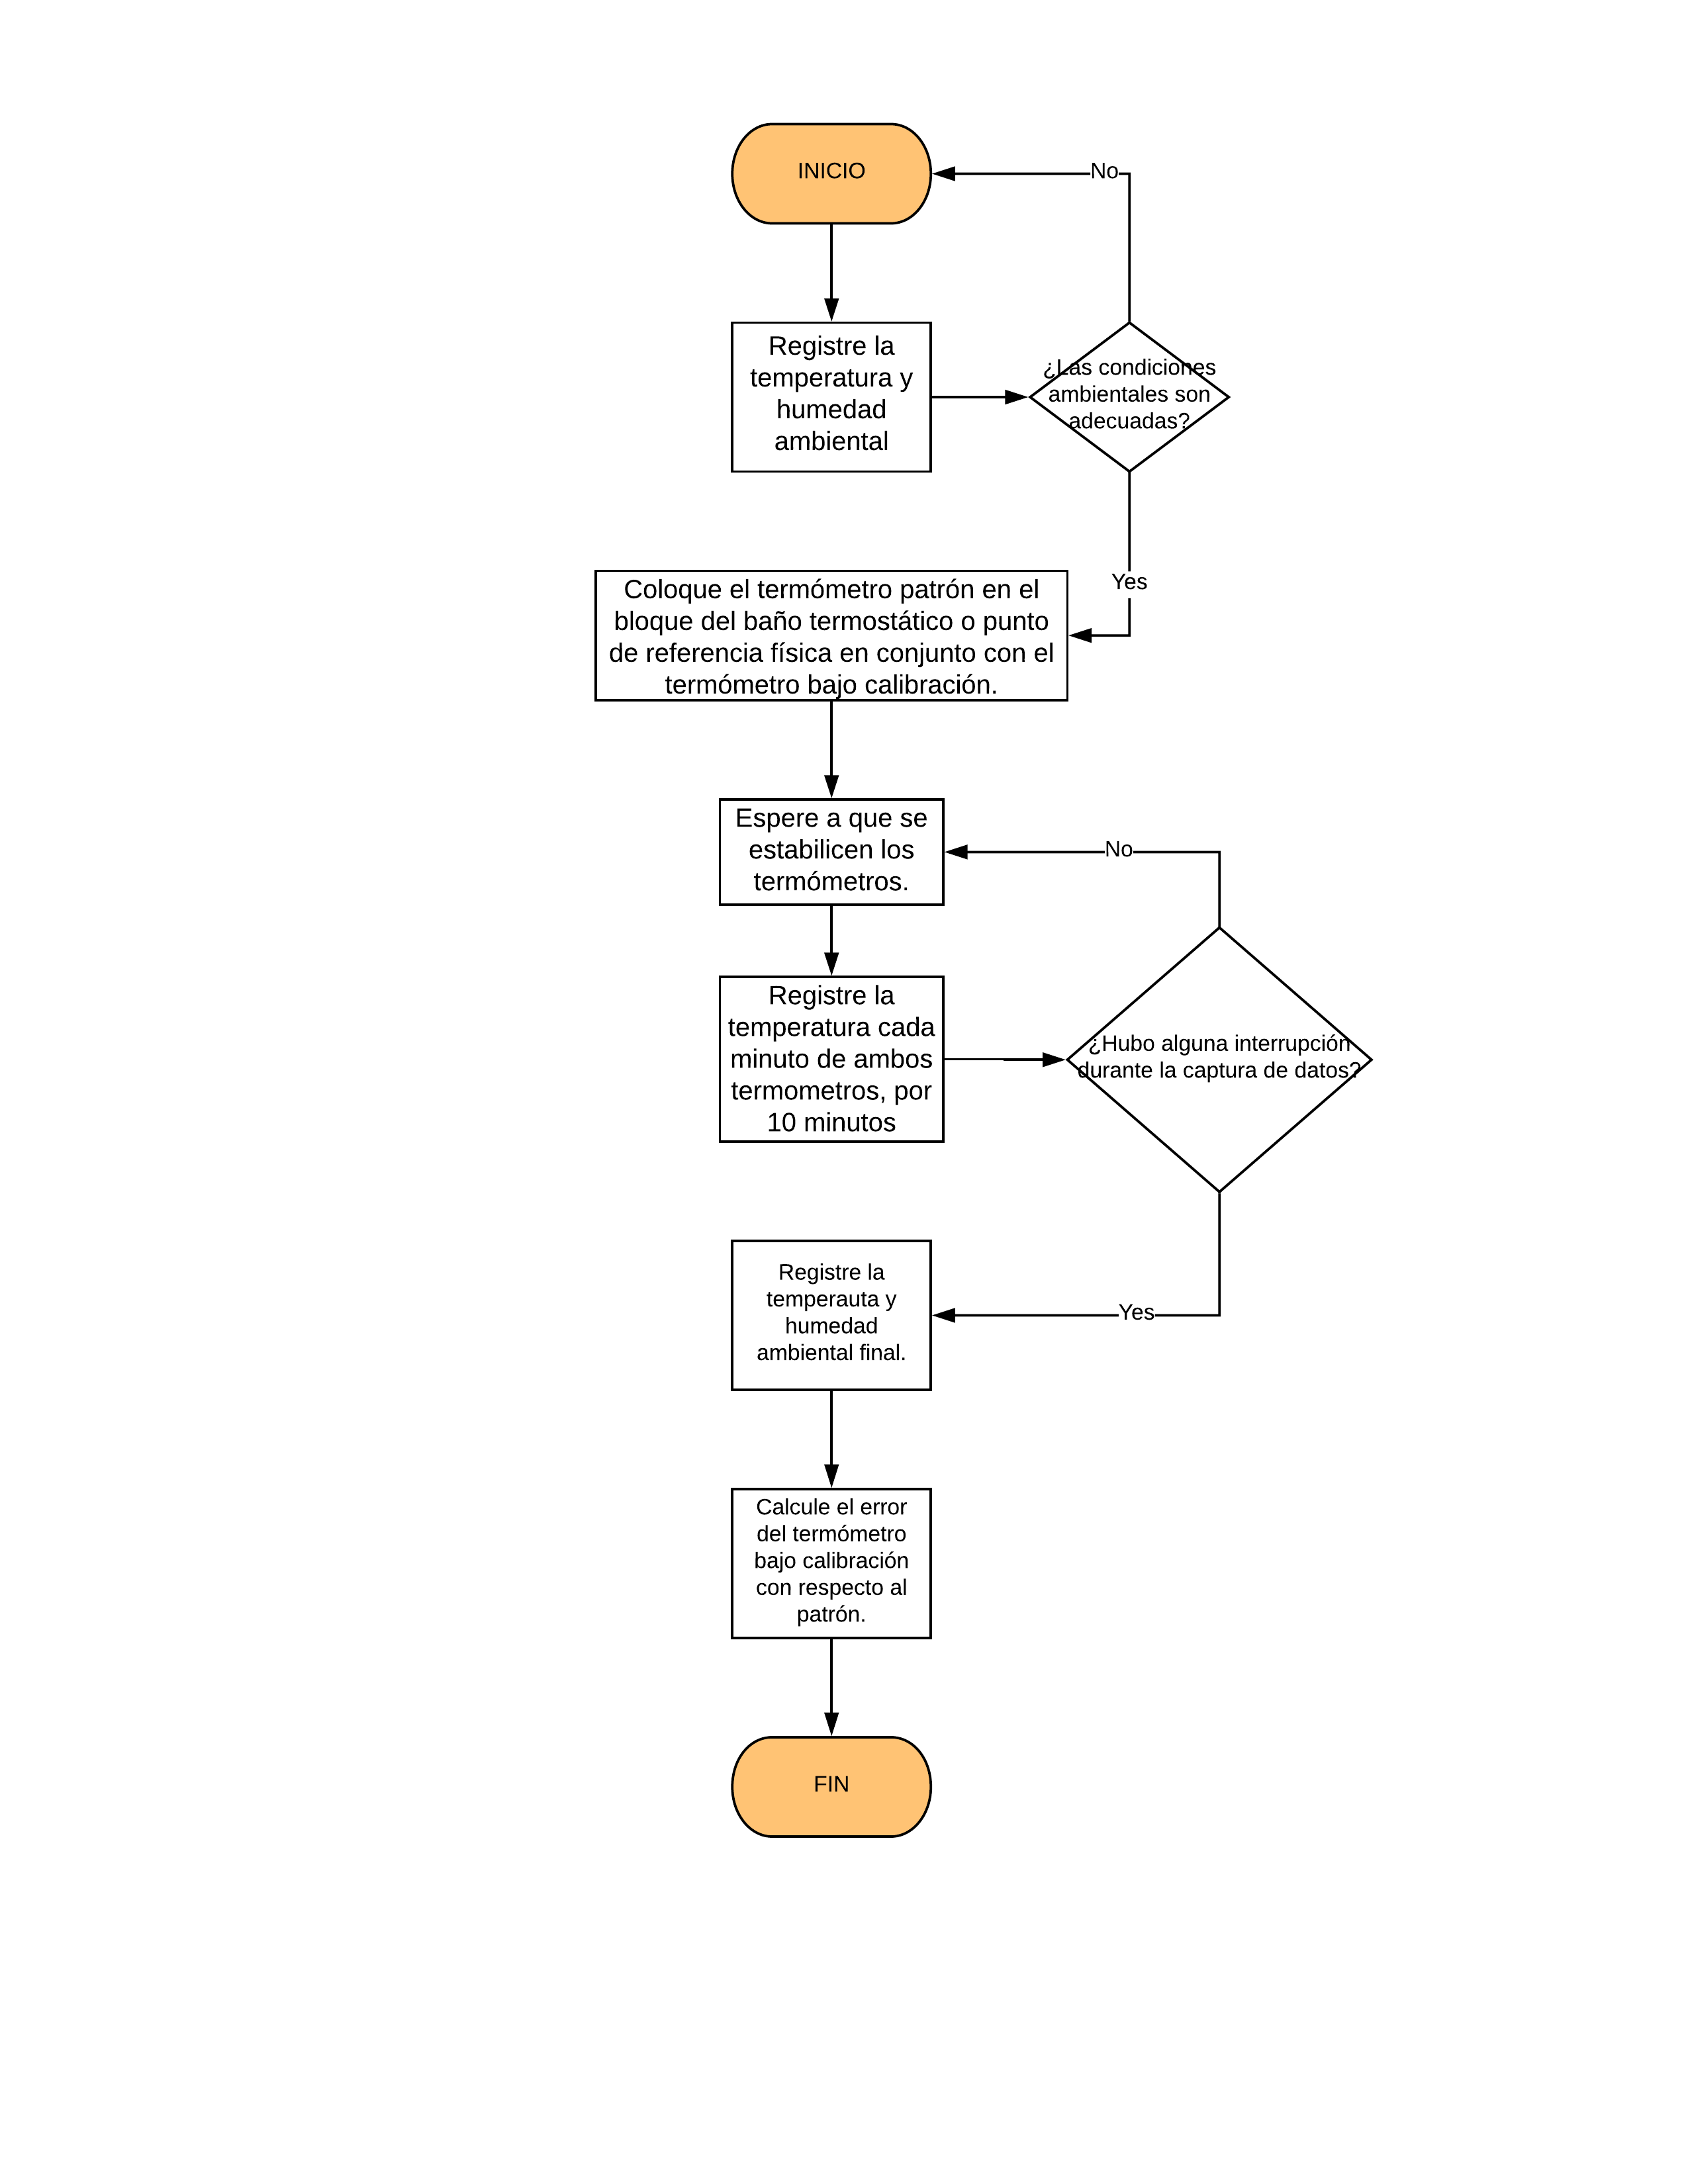 INICIO
No
Registre la
temperatura y
humedad
ambiental
¿Las condiciones
ambientales son
adecuadas?
Yes
Coloque el termómetro patrón en el
bloque del baño termostático o punto
de referencia física en conjunto con el
termómetro bajo calibración.
Espere a que se
estabilicen los
termómetros.
No
Registre la
temperatura cada
minuto de ambos
termometros, por
10 minutos
¿Hubo alguna interrupción
durante la captura de datos?
Registre la
temperauta y
humedad
ambiental final.
Yes
Calcule el error
del termómetro
bajo calibración
con respecto al
patrón.
FIN